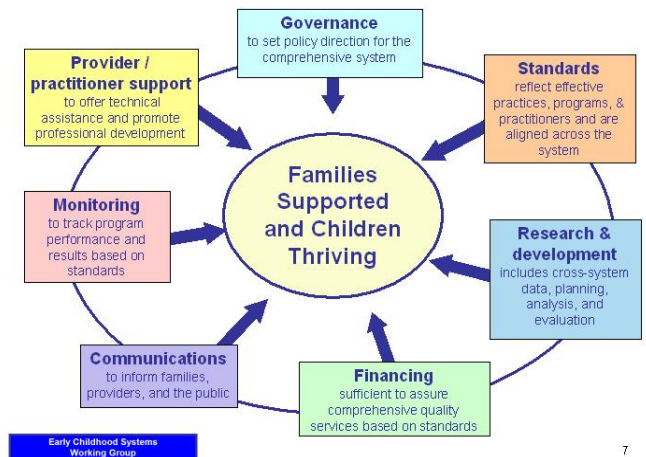 Governance
to set policy direction for the
comprehensive system
Provider /
practitioner support
to offer technical
assistance and promote
professional development
Standards
reflect effective
practices, programs, &
practitioners and are
aligned across the
system
Families
Supported
and Children
Thriving
Monitoring
to track program
performance and
results based on
standards
Research &
development
includes cross-system
data, planning,
analysis, and
evaluation
Communications
to inform families,
providers, and the public
Financing
sufficient to assure
comprehensive quality
services based on standards
Early Childhood Systems
Working Group
7